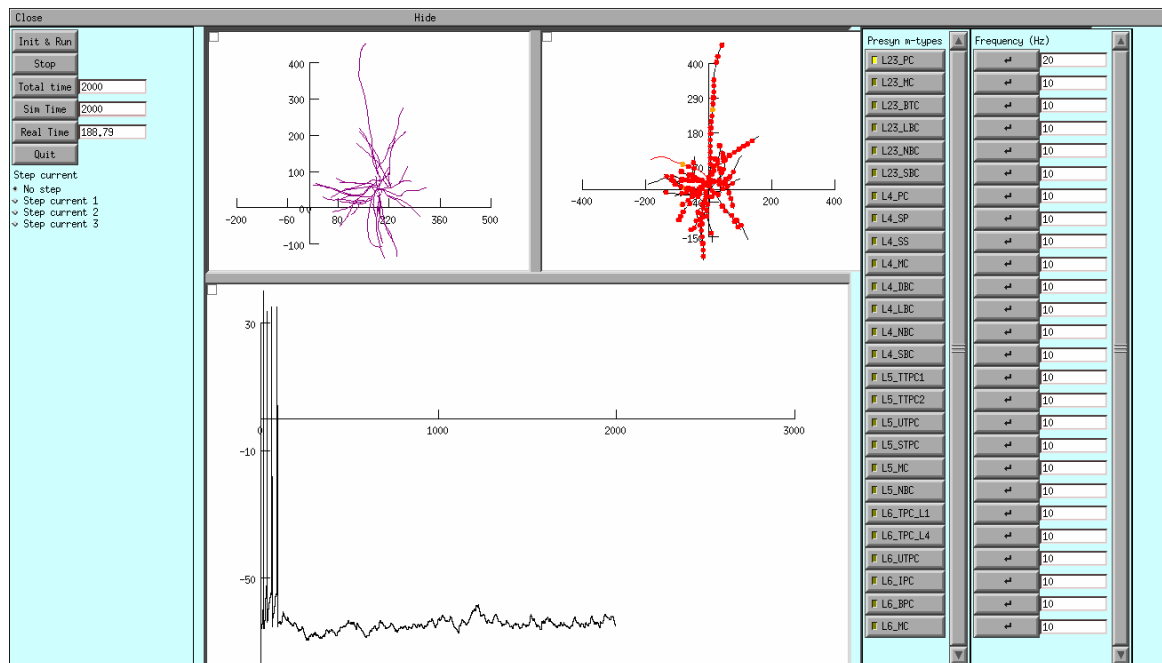 Close Hide
Init & Run
Stop
Total time 2000
Sim Time 2000
Real Time 188.79
Quit
Step current
No step
Step current 1
Step current 2
Step current 3
400
300
200
100
00
-100
-200 -60 80 220 360 500
400
290
180
70
-40
-150
-400 -200 0 200 400
30
-10
-50
0 1000 2000 3000
Presyn m-types Frequency (Hz)
L23_PC 20
L23_MC 10
L23_BTC 10
L23_LBC 10
L23_NBC 10
L23_SBC 10
L4_PC 10
L4_SP 10
L4_SS 10
L4_MC 10
L4_DBC 10
L4_LBC 10
L4_NBC 10
L4_SBC 10
L5_TTPC1 10
L5_TTPC2 10
L5_UTPC 10
L5_STPC 10
L5_MC 10
L5_NBC 10
L6_TPC_L1 10
L6_TPC_L4 10
L6_UTPC 10
L6_IPC 10
L6_BPC 10
L6_MC 10